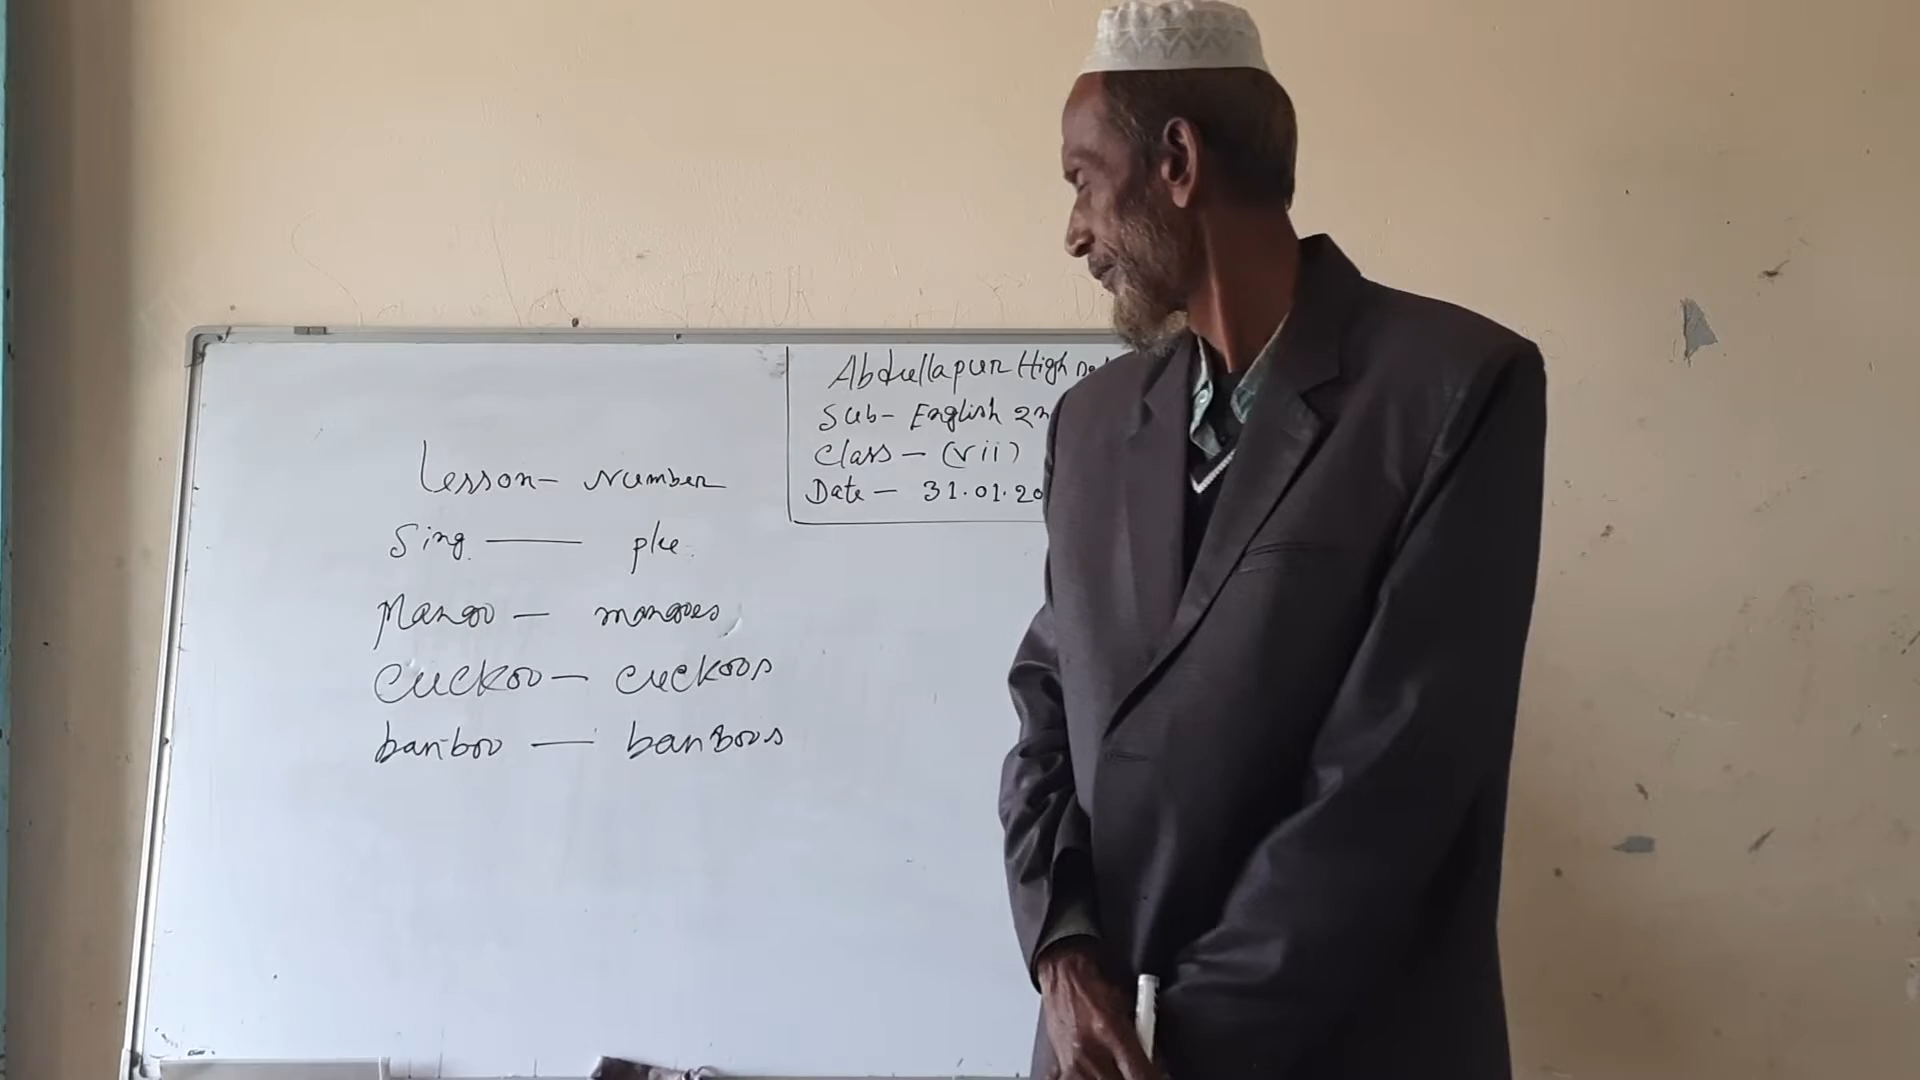 Abdullapur High
Sub- English 2n
Class - (vii)
Date - 31.01.20
Lesson- Number
Sing. — plu.
Mango — mangoes
Cuckoo — cuckoos
bamboo — bamBoos